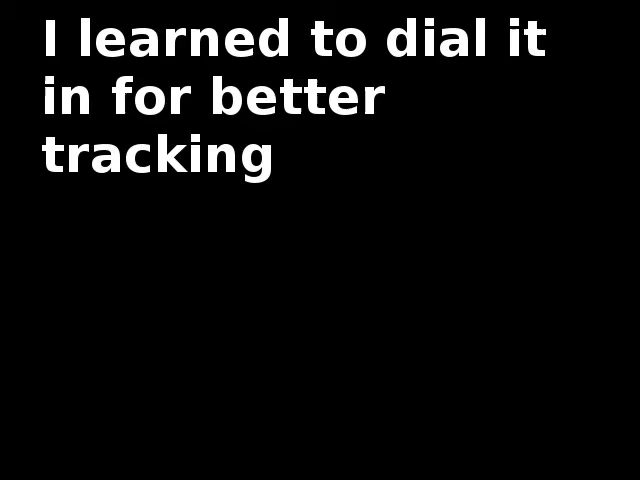 I learned to dial it
in for better
tracking